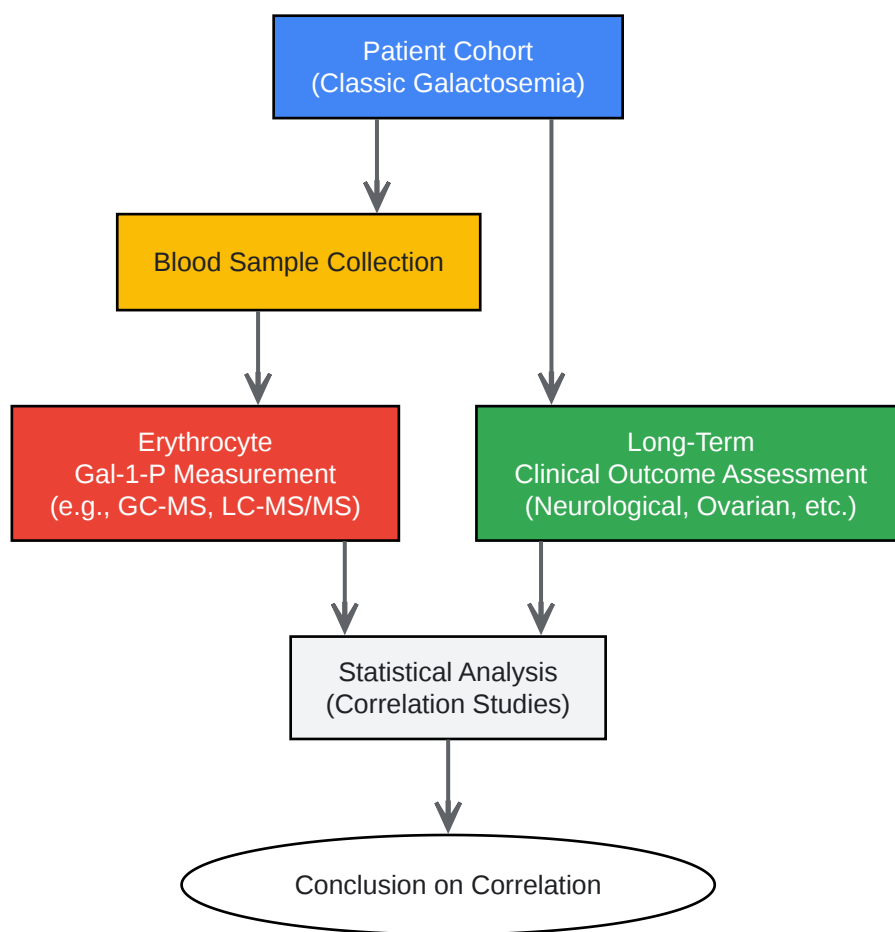 Patient Cohort
(Classic Galactosemia)
Blood Sample Collection
Erythrocyte
Gal-1-P Measurement
(e.g., GC-MS, LC-MS/MS)
Long-Term
Clinical Outcome Assessment
(Neurological, Ovarian, etc.)
Statistical Analysis
(Correlation Studies)
Conclusion on Correlation